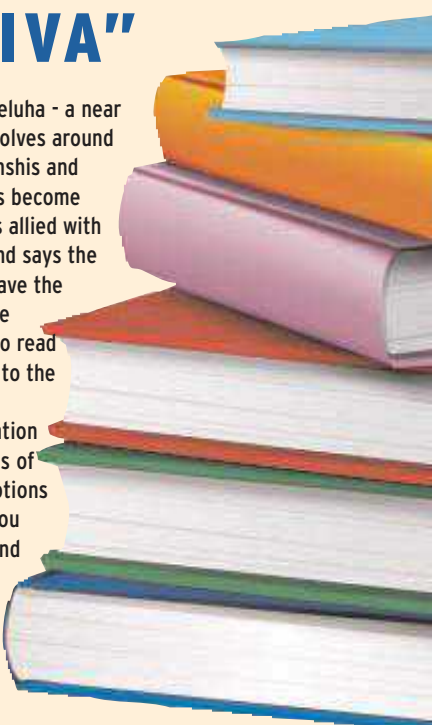 IVA”
eluha - a near
olves around
nshis and
s become
s allied with
nd says the
ave the
e
o read
to the
ation
s of
otions
ou
nd